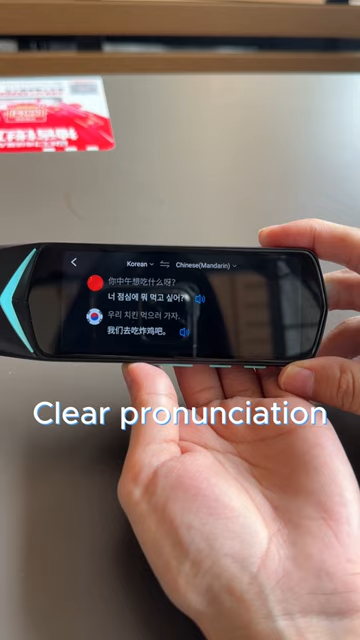 Korean
Chinese(Mandarin)
你中午想吃什么呀?
너 점심에 뭐 먹고 싶어?
우리 치킨 먹으러 가자.
我们去吃炸鸡吧。
Clear pronunciation